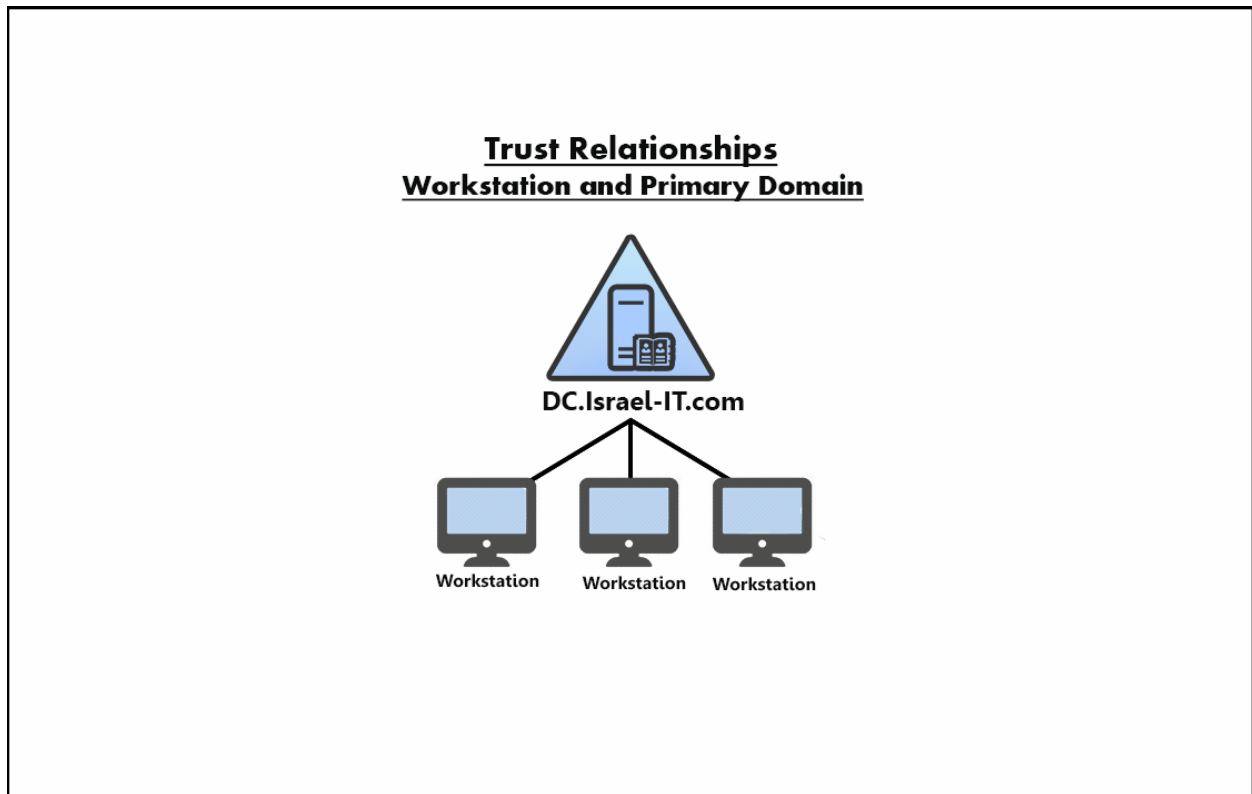 Trust Relationships
Workstation and Primary Domain
DC.Israel-IT.com
Workstation
Workstation
Workstation